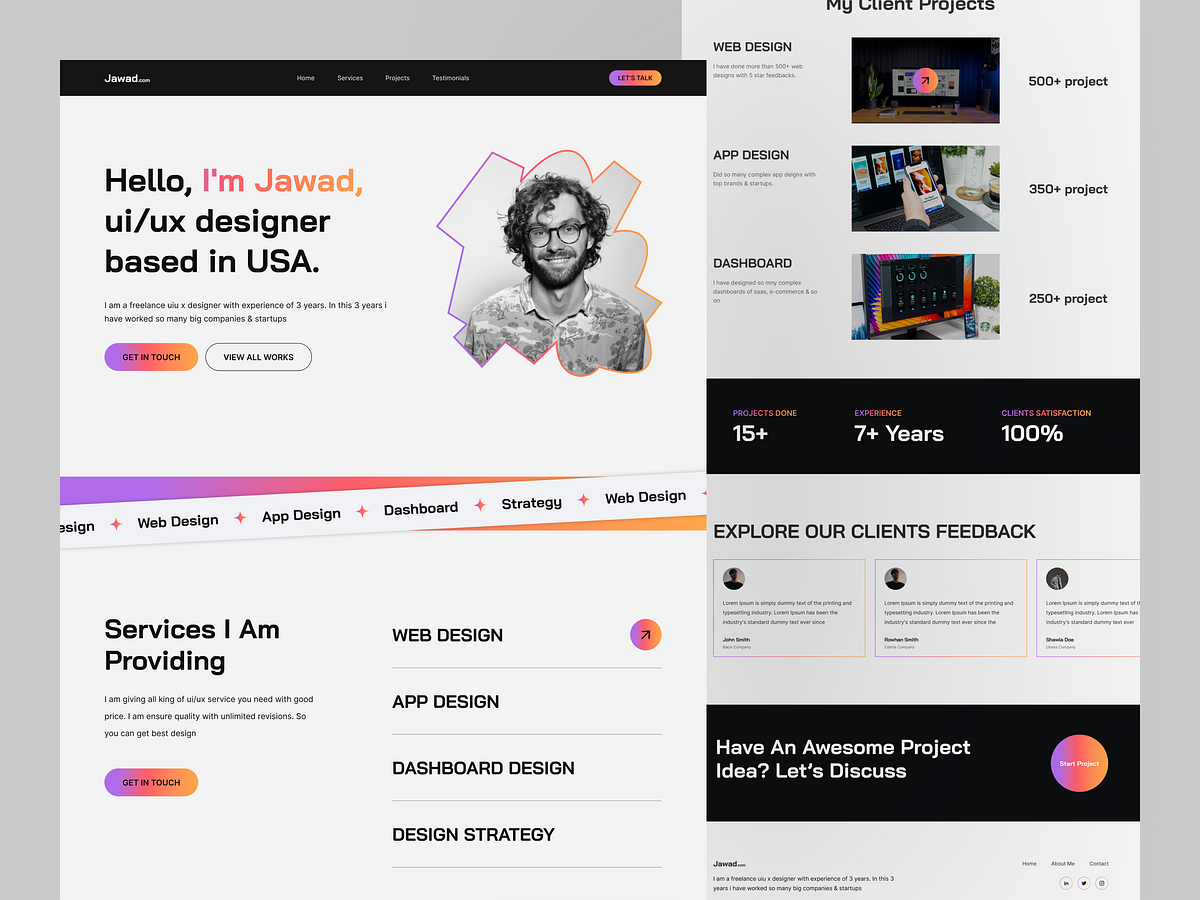 Jawad.com
Home
Services
Projects
Testimonials
LET'S TALK
Hello, I'm Jawad,
ui/ux designer
based in USA.
I am a freelance uiu x designer with experience of 3 years. In this 3 years i
have worked so many big companies & startups
GET IN TOUCH
VIEW ALL WORKS
esign
Web Design
App Design
Dashboard
Strategy
Web Design
Services I Am
Providing
I am giving all king of ui/ux service you need with good
price. I am ensure quality with unlimited revisions. So
you can get best design
GET IN TOUCH
WEB DESIGN
APP DESIGN
DASHBOARD DESIGN
DESIGN STRATEGY
My Client Projects
WEB DESIGN
I have done more than 500+ web
designs with 5 star feedbacks.
500+ project
APP DESIGN
Did so many complex app deigns with
top brands & startups.
350+ project
DASHBOARD
I have designed so mny complex
dashboards of saas, e-commerce & so
on
250+ project
PROJECTS DONE
15+
EXPERIENCE
7+ Years
CLIENTS SATISFACTION
100%
EXPLORE OUR CLIENTS FEEDBACK
Lorem Ipsum is simply dummy text of the printing and
typesetting industry. Lorem Ipsum has been the
industry's standard dummy text ever since
John Smith
Bacis Company
Lorem Ipsum is simply dummy text of the printing and
typesetting industry. Lorem Ipsum has been the
industry's standard dummy text ever since the
Rowhan Smith
Debria Company
Lorem Ipsum is simply dummy text of t
typesetting industry. Lorem Ipsum has
industry's standard dummy text ever
Shawla Doe
Company
Have An Awesome Project
Idea? Let's Discuss
Start Project
Jawad.com
I am a freelance uiu x designer with experience of 3 years. In this 3
years i have worked so many big companies & startups
Home
About Me
Contact
in